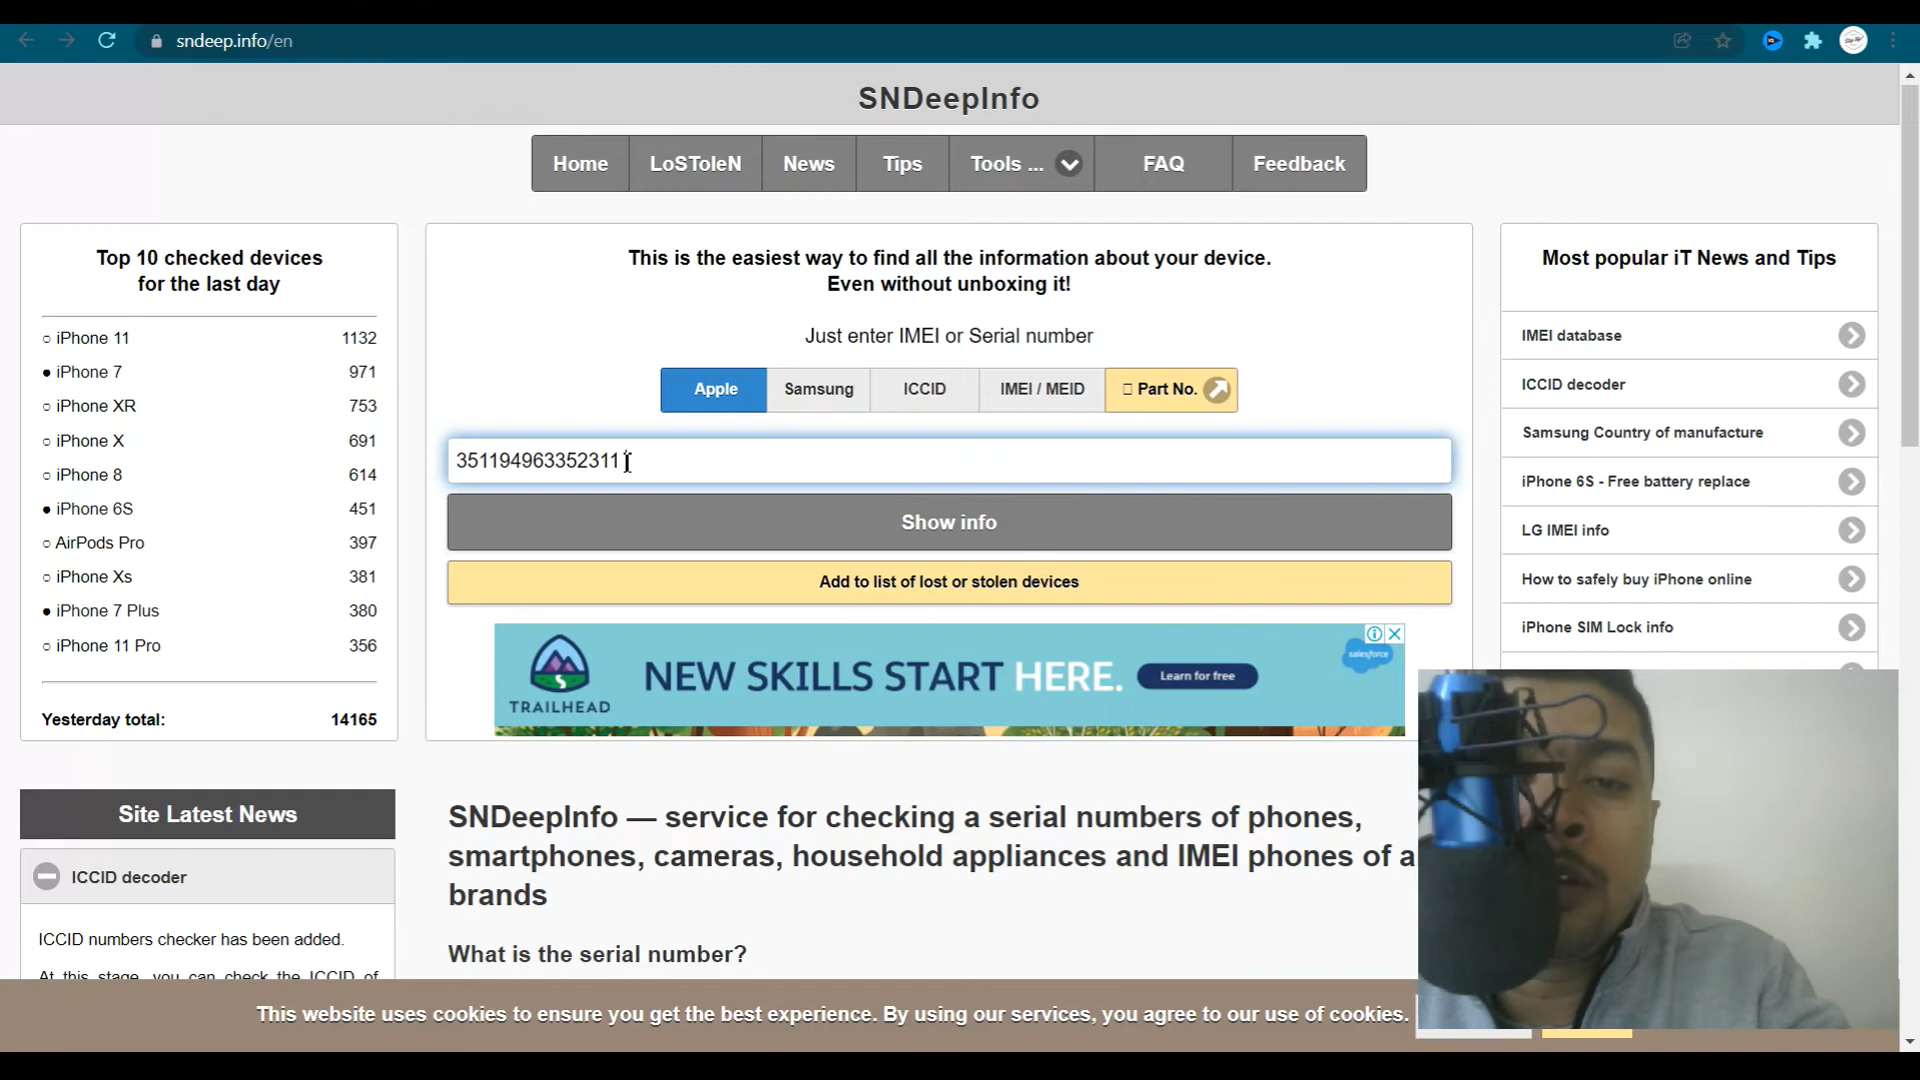 sndeep.info/en
SNDeepInfo
Home
LoSToleN
News
Tips
Tools ...
FAQ
Feedback
Top 10 checked devices
for the last day
iPhone 11 1132
iPhone 7 971
iPhone XR 753
iPhone X 691
iPhone 8 614
iPhone 6S 451
AirPods Pro 397
iPhone Xs 381
iPhone 7 Plus 380
iPhone 11 Pro 356
Yesterday total: 14165
This is the easiest way to find all the information about your device.
Even without unboxing it!
Just enter IMEI or Serial number
Apple
Samsung
ICCID
IMEI / MEID
Part No.
351194963352311
Show info
Add to list of lost or stolen devices
TRAILHEAD
NEW SKILLS START HERE.
Learn for free
salesforce
Most popular iT News and Tips
IMEI database
ICCID decoder
Samsung Country of manufacture
iPhone 6S - Free battery replace
LG IMEI info
How to safely buy iPhone online
iPhone SIM Lock info
Site Latest News
ICCID decoder
ICCID numbers checker has been added.
At this stage, you can check the ICCID of
SNDeepInfo — service for checking a serial numbers of phones,
smartphones, cameras, household appliances and IMEI phones of a
brands
What is the serial number?
This website uses cookies to ensure you get the best experience. By using our services, you agree to our use of cookies.